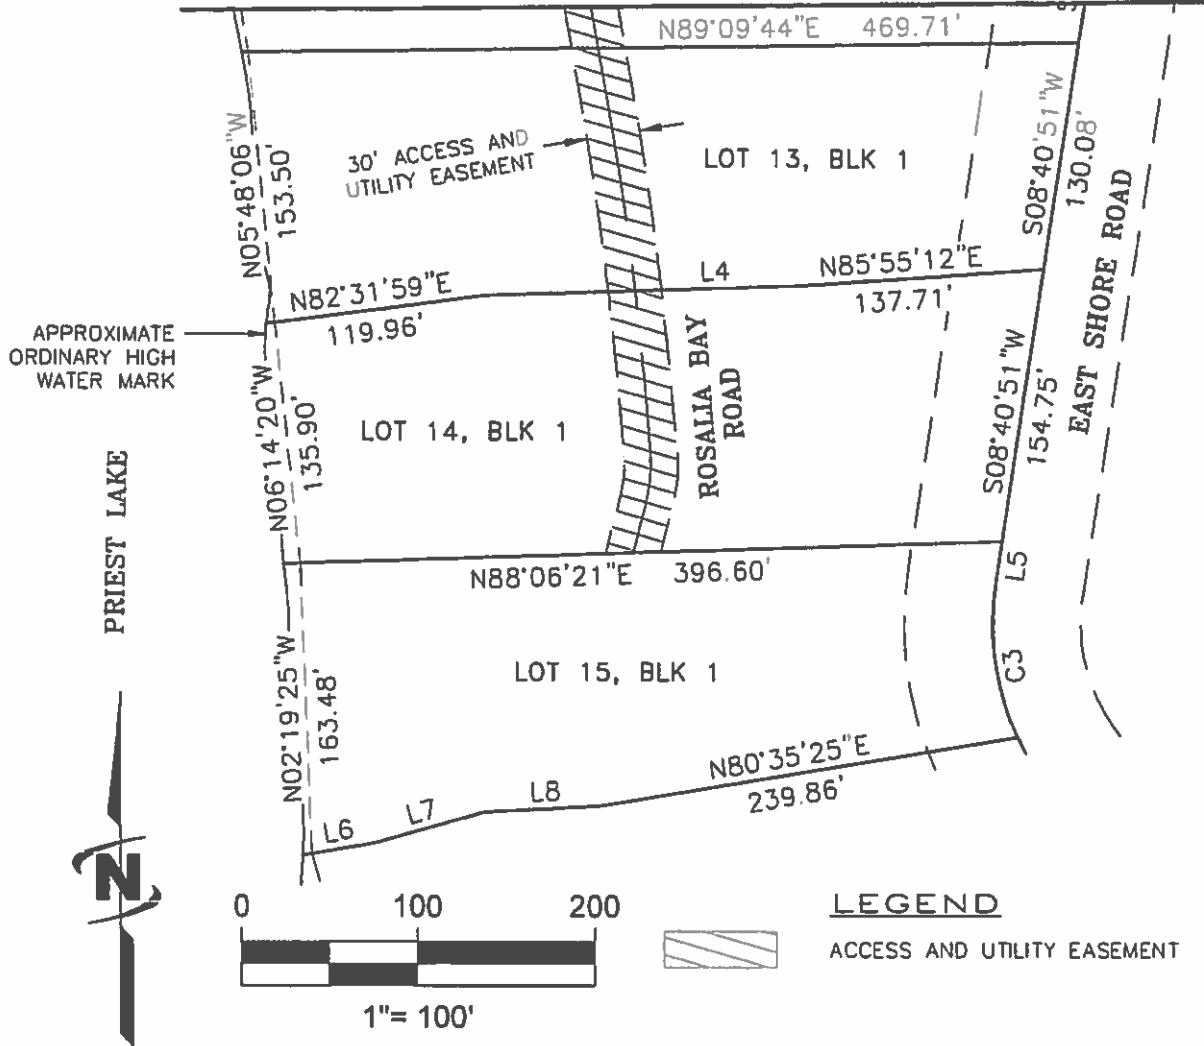 N89°09'44"E 469.71'
N05°48'06"W
153.50'
30' ACCESS AND
UTILITY EASEMENT
LOT 13, BLK 1
S08°40'51"W
130.08'
EAST SHORE ROAD
N82°31'59"E
119.96'
L4
N85°55'12"E
137.71'
APPROXIMATE
ORDINARY HIGH
WATER MARK
N06°14'20"W
135.90'
LOT 14, BLK 1
ROSALIA BAY
ROAD
S08°40'51"W
154.75'
PRIEST LAKE
N88°06'21"E 396.60'
L5
C3
N02°19'25"W
163.48'
LOT 15, BLK 1
L6
L7
L8
N80°35'25"E
239.86'
N
0 100 200
1"= 100'
LEGEND
ACCESS AND UTILITY EASEMENT